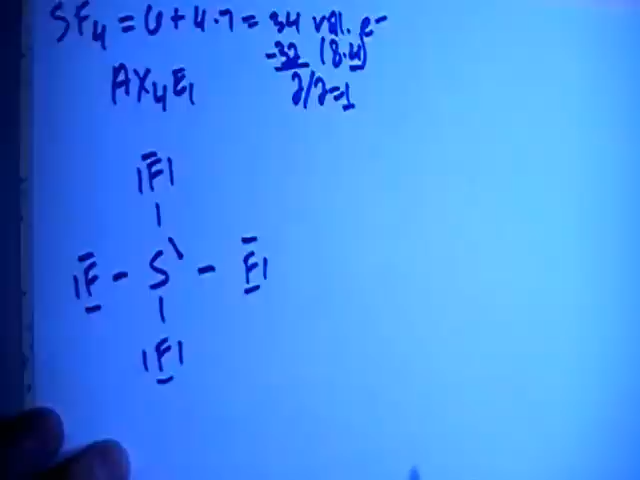 SF₄ = 6 + 4·7 = 34 val. e⁻
-32 (8·4)
AX₄E₁
2/2=1
|F|
|F - S - F|
|F|